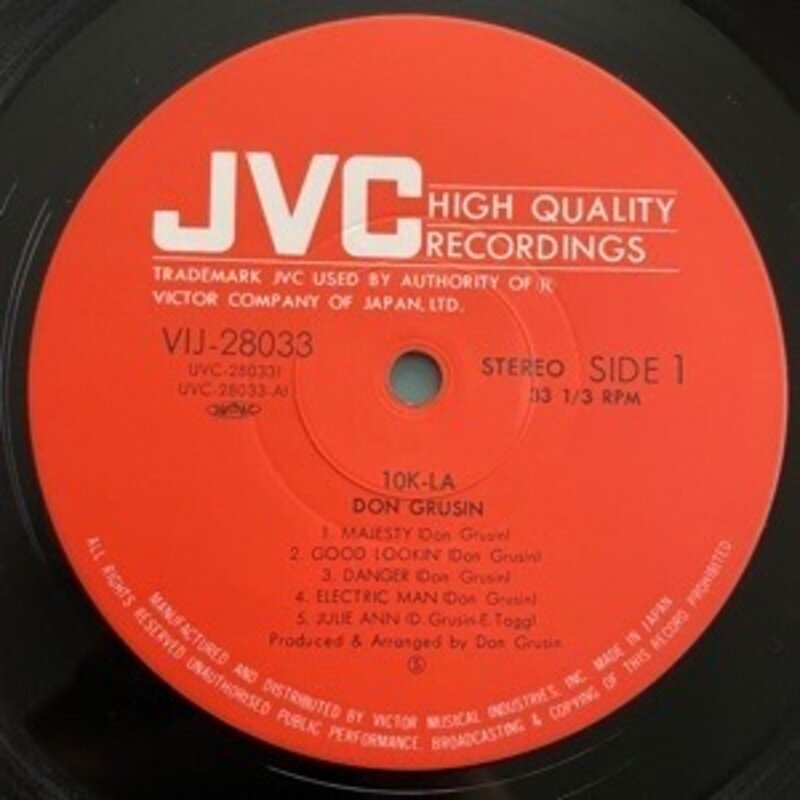 JVC HIGH QUALITY
RECORDINGS
TRADEMARK JVC USED BY AUTHORITY OF
VICTOR COMPANY OF JAPAN, LTD.
VIJ-28033
UVC-28033I
UVC-28033-AI
STEREO SIDE 1
33 1/3 RPM
10K-LA
DON GRUSIN
1. MAJESTY (Don Grusin)
2. GOOD LOOKIN' (Don Grusin)
3. DANGER (Don Grusin)
4. ELECTRIC MAN (Don Grusin)
5. JULIE ANN (D. Grusin-E. Tagg)
Produced & Arranged by Don Grusin
S
MANUFACTURED AND DISTRIBUTED BY VICTOR MUSICAL INDUSTRIES, INC. MADE IN JAPAN
ALL RIGHTS RESERVED UNAUTHORISED PUBLIC PERFORMANCE, BROADCASTING & COPYING OF THIS RECORD PROHIBITED